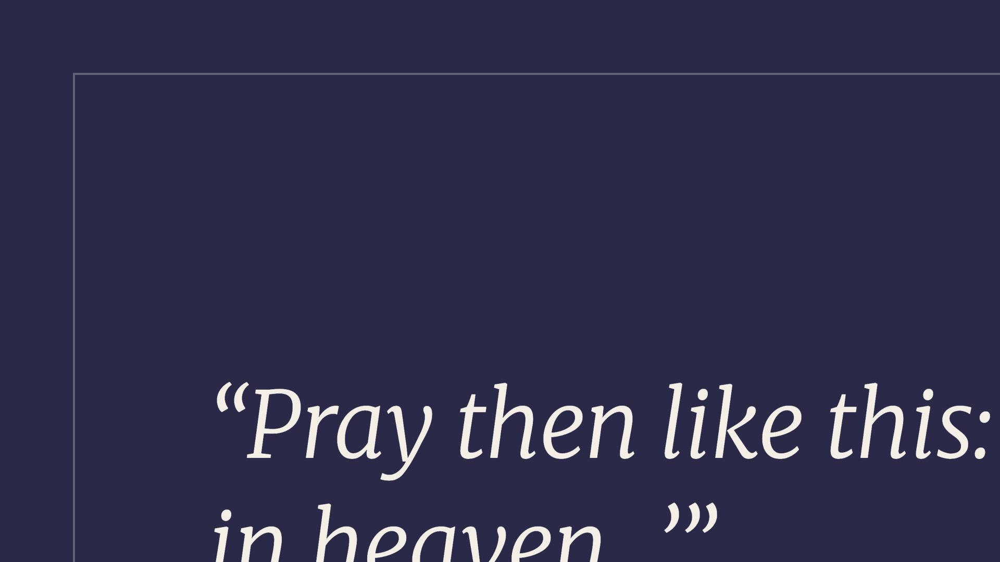 “Pray then like this:
in heaven ’”